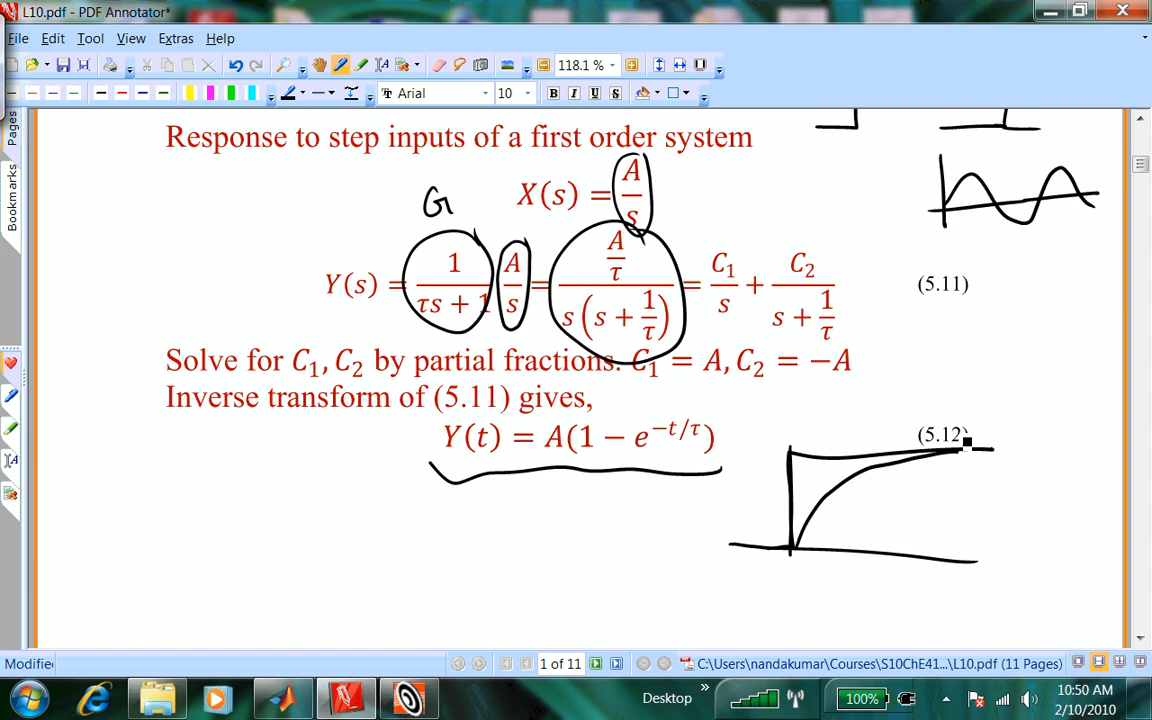 L10.pdf - PDF Annotator*
File Edit Tool View Extras Help
118.1 %
Arial 10 B I U S
Pages
Bookmarks
Response to step inputs of a first order system
G
X(s) = A/s
Y(s) = 1/(τs + 1) A/s = (A/τ)/(s(s + 1/τ)) = C₁/s + C₂/(s + 1/τ) (5.11)
Solve for C₁, C₂ by partial fractions. C₁ = A, C₂ = −A
Inverse transform of (5.11) gives,
Y(t) = A(1 − e^(−t/τ)) (5.12)
Modifie 1 of 11 C:\Users\nandakumar\Courses\S10ChE41...\L10.pdf (11 Pages)
Desktop » 100% 10:50 AM
2/10/2010